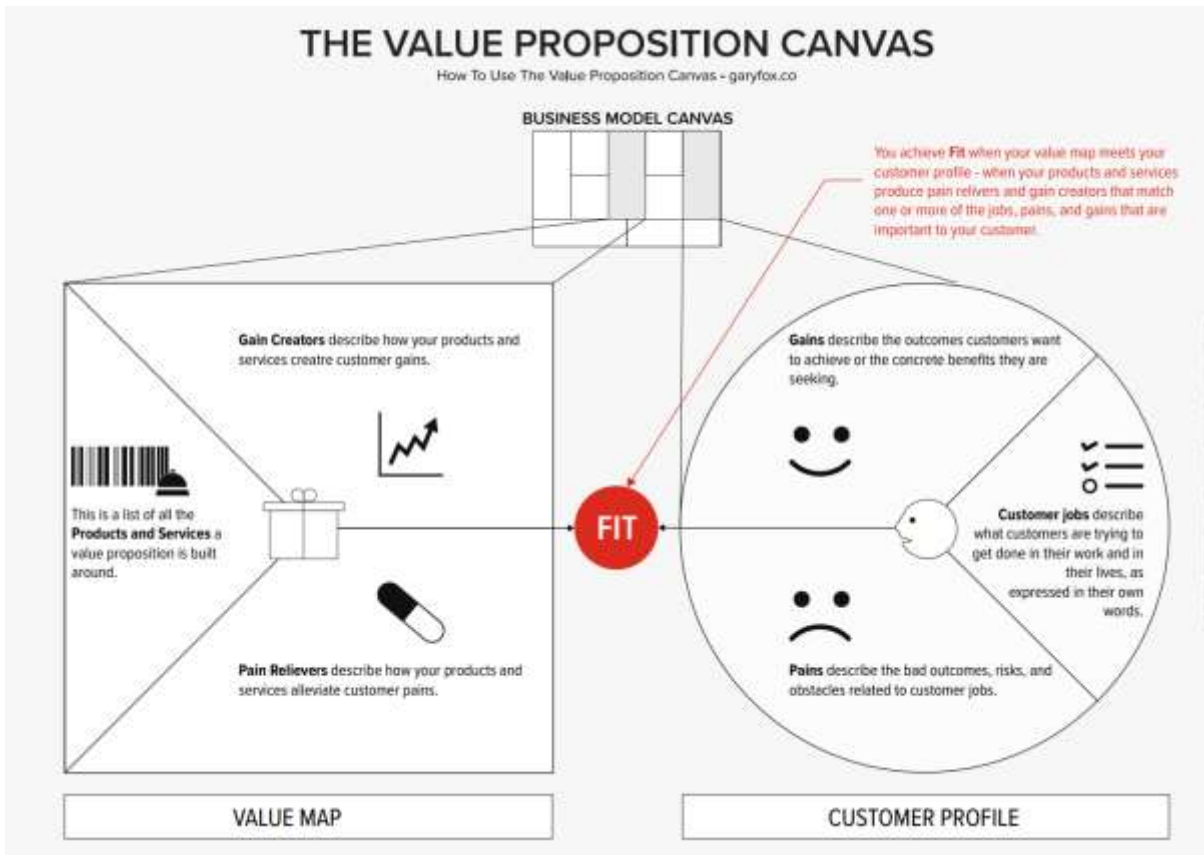 THE VALUE PROPOSITION CANVAS
How To Use The Value Proposition Canvas - garyfox.co
BUSINESS MODEL CANVAS
You achieve Fit when your value map meets your
customer profile - when your products and services
produce pain relivers and gain creators that match
one or more of the jobs, pains, and gains that are
important to your customer.
Gain Creators describe how your products and
services creatre customer gains.
This is a list of all the
Products and Services a
value proposition is built
around.
Pain Relievers describe how your products and
services alleviate customer pains.
FIT
Gains describe the outcomes customers want
to achieve or the concrete benefits they are
seeking.
Customer jobs describe
what customers are trying to
get done in their work and in
their lives, as
expressed in their own
words.
Pains describe the bad outcomes, risks, and
obstacles related to customer jobs.
VALUE MAP
CUSTOMER PROFILE